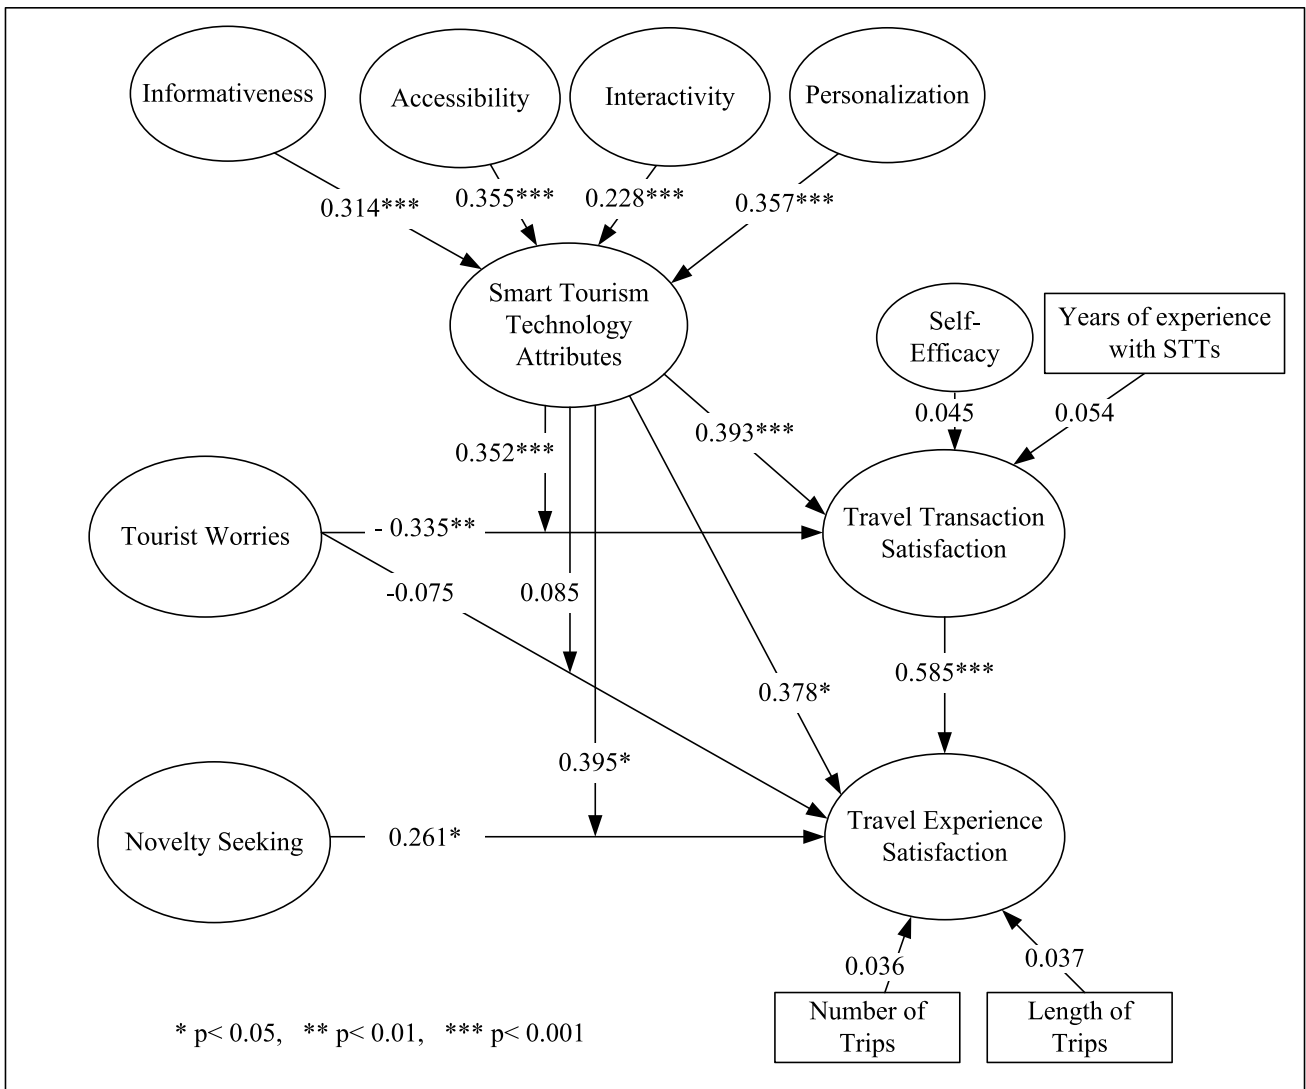 Informativeness
Accessibility
Interactivity
Personalization
0.314***
0.355***
0.228***
0.357***
Smart Tourism
Technology
Attributes
Self-
Efficacy
Years of experience
with STTs
0.045
0.054
0.352***
0.393***
Tourist Worries
- 0.335**
Travel Transaction
Satisfaction
-0.075
0.085
0.585***
0.378*
0.395*
Novelty Seeking
0.261*
Travel Experience
Satisfaction
0.036
0.037
Number of
Trips
Length of
Trips
* p< 0.05, ** p< 0.01, *** p< 0.001